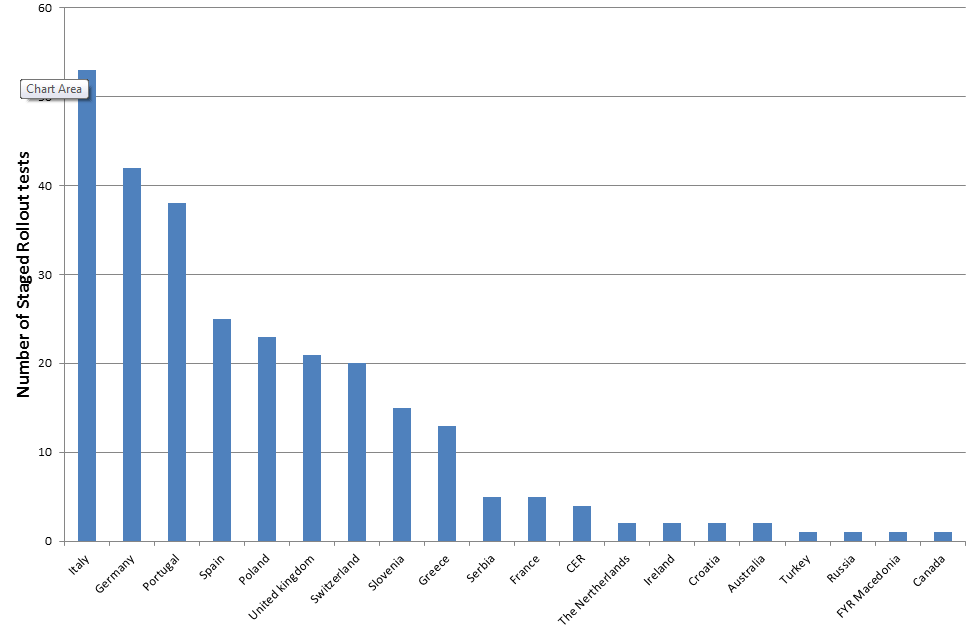 60
Chart Area
50
40
30
20
10
0
Number of Staged Rollout tests
Italy
Germany
Portugal
Spain
Poland
United kingdom
Switzerland
Slovenia
Greece
Serbia
France
CER
The Nertherlands
Ireland
Croatia
Australia
Turkey
Russia
FYR Macedonia
Canada